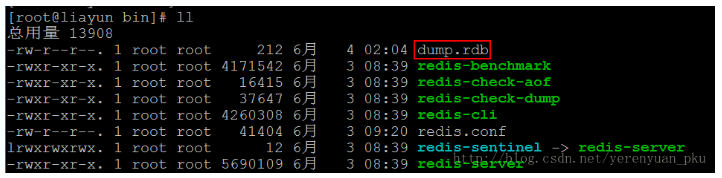 [root@liayun bin]# ll
总用量 13908
-rw-r--r--. 1 root root     212 6月   4 02:04 dump.rdb
-rwxr-xr-x. 1 root root 4171542 6月   3 08:39 redis-benchmark
-rwxr-xr-x. 1 root root   16415 6月   3 08:39 redis-check-aof
-rwxr-xr-x. 1 root root   37647 6月   3 08:39 redis-check-dump
-rwxr-xr-x. 1 root root 4260308 6月   3 08:39 redis-cli
-rw-r--r--. 1 root root   41404 6月   3 09:20 redis.conf
lrwxrwxrwx. 1 root root      12 6月   3 08:39 redis-sentinel -> redis-server
-rwxr-xr-x. 1 root root 5690109 6月   3 08:39 redis-server
http://blog.csdn.net/yerenyuan_pku